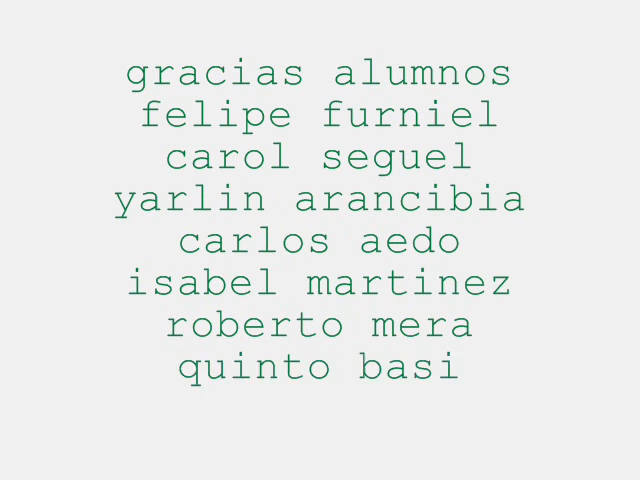 gracias alumnos
felipe furniel
carol seguel
yarlin arancibia
carlos aedo
isabel martinez
roberto mera
quinto basi